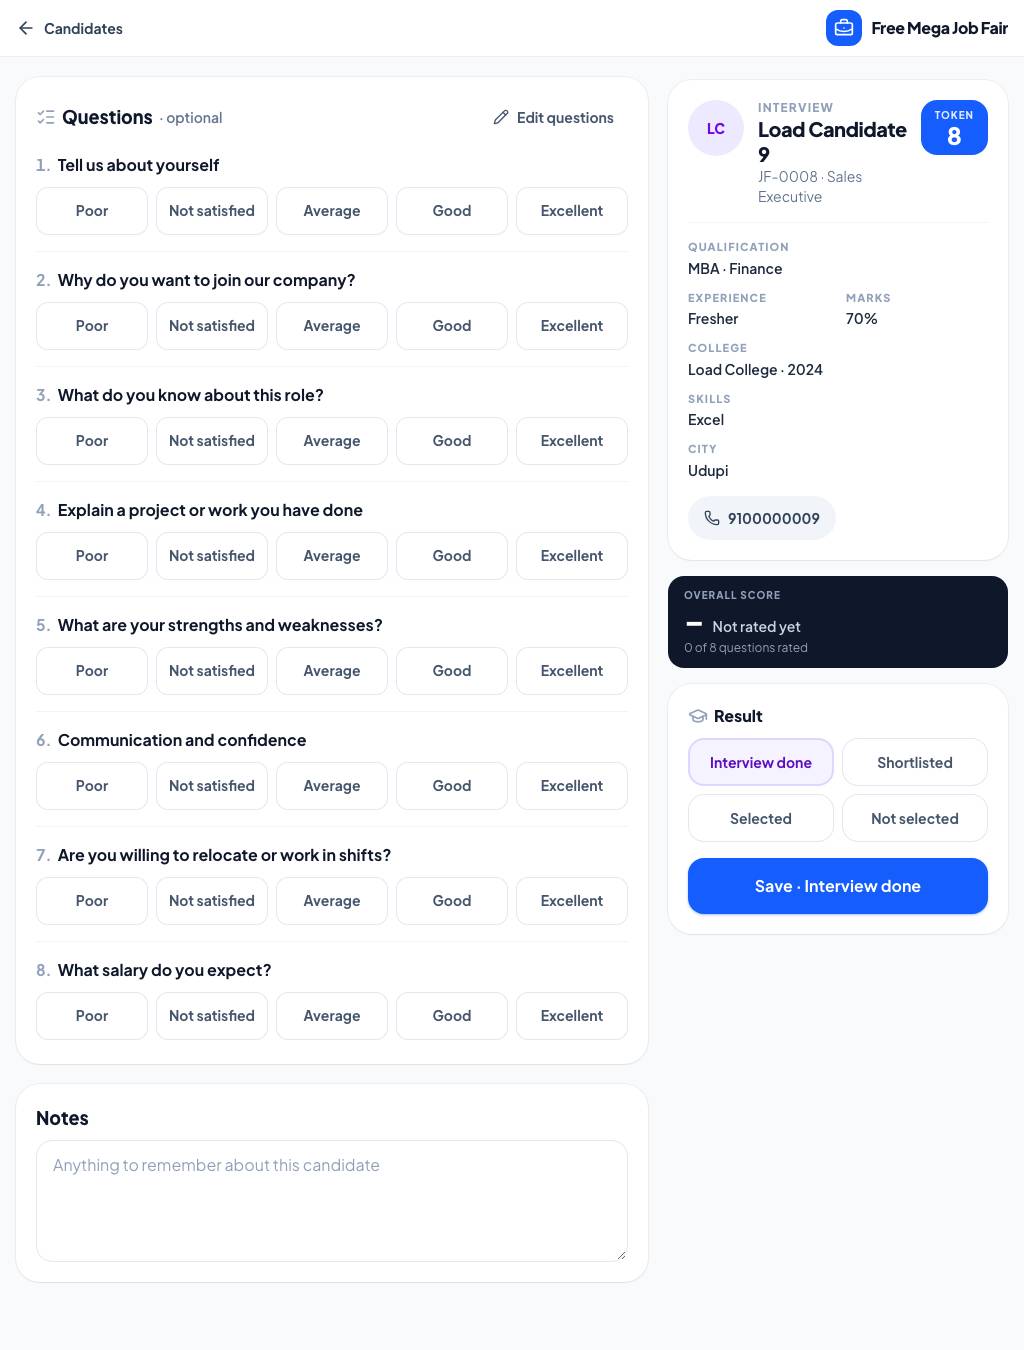 Candidates
Free Mega Job Fair
Questions · optional
Edit questions
1. Tell us about yourself
Poor Not satisfied Average Good Excellent
2. Why do you want to join our company?
Poor Not satisfied Average Good Excellent
3. What do you know about this role?
Poor Not satisfied Average Good Excellent
4. Explain a project or work you have done
Poor Not satisfied Average Good Excellent
5. What are your strengths and weaknesses?
Poor Not satisfied Average Good Excellent
6. Communication and confidence
Poor Not satisfied Average Good Excellent
7. Are you willing to relocate or work in shifts?
Poor Not satisfied Average Good Excellent
8. What salary do you expect?
Poor Not satisfied Average Good Excellent
Notes
Anything to remember about this candidate
LC
INTERVIEW
Load Candidate
9
JF-0008 · Sales
Executive
TOKEN
8
QUALIFICATION
MBA · Finance
EXPERIENCE MARKS
Fresher 70%
COLLEGE
Load College · 2024
SKILLS
Excel
CITY
Udupi
9100000009
OVERALL SCORE
– Not rated yet
0 of 8 questions rated
Result
Interview done Shortlisted
Selected Not selected
Save · Interview done